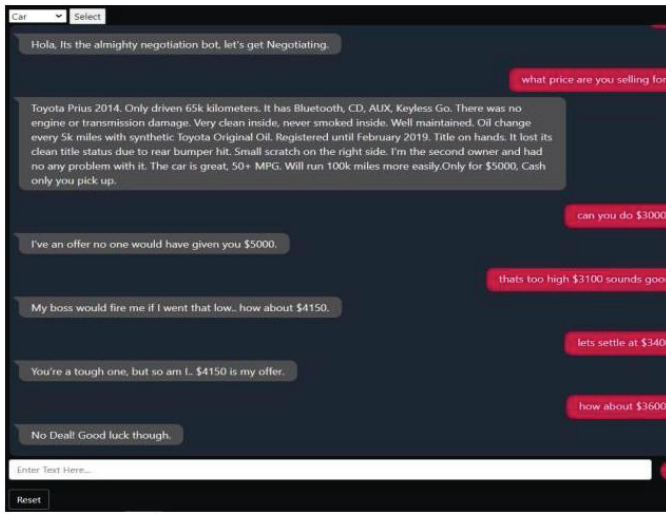 Car Select
Hola, Its the almighty negotiation bot, let's get Negotiating.
what price are you selling for
Toyota Prius 2014. Only driven 65k kilometers. It has Bluetooth, CD, AUX, Keyless Go. There was no
engine or transmission damage. Very clean inside, never smoked inside. Well maintained. Oil change
every 5k miles with synthetic Toyota Original Oil. Registered until February 2019. Title on hands. It lost its
clean title status due to rear bumper hit. Small scratch on the right side. I'm the second owner and had
no any problem with it. The car is great, 50+ MPG. Will run 100k miles more easily.Only for $5000, Cash
only you pick up.
can you do $3000
I've an offer no one would have given you $5000.
thats too high $3100 sounds goo
My boss would fire me if I went that low.. how about $4150.
lets settle at $340
You're a tough one, but so am I.. $4150 is my offer.
how about $3600
No Deal! Good luck though.
Enter Text Here...
Reset